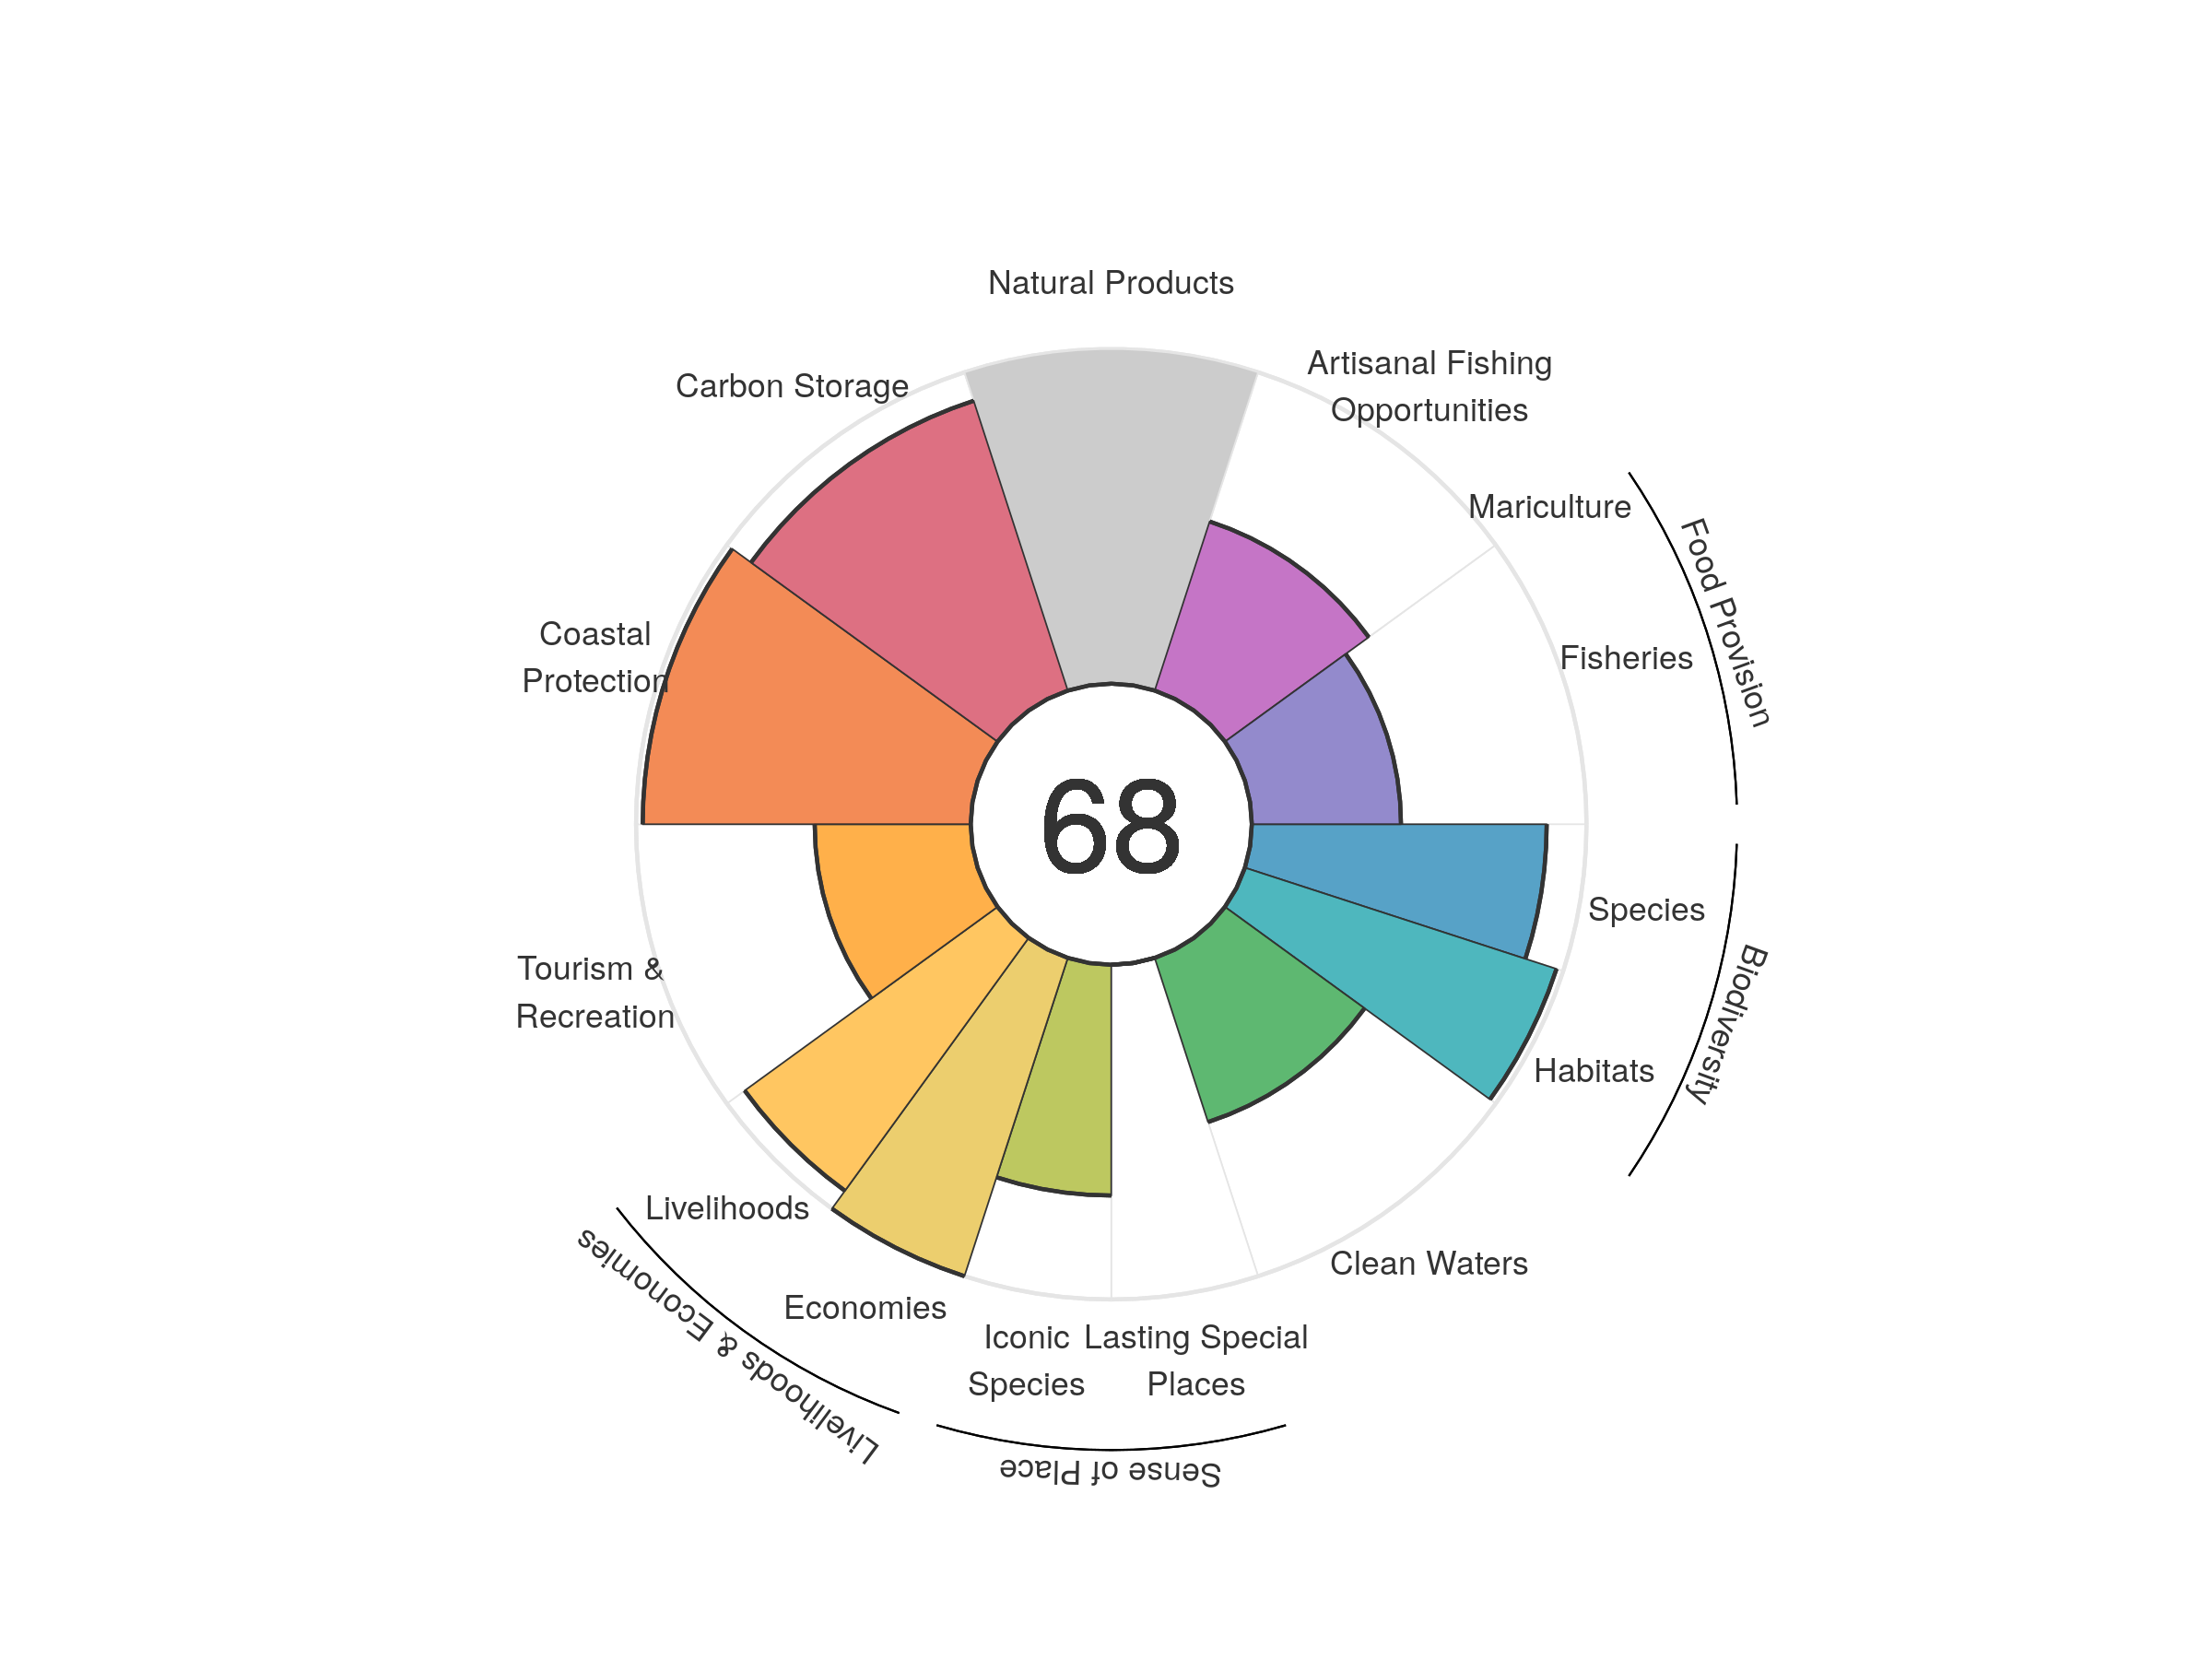 Natural Products
Artisanal Fishing
Opportunities
Carbon Storage
Mariculture
Food Provision
Fisheries
Coastal
Protection
68
Species
Biodiversity
Tourism &
Recreation
Habitats
Livelihoods
Clean Waters
Livelihoods & Economies
Economies
Iconic
Species
Lasting Special
Places
Sense of Place